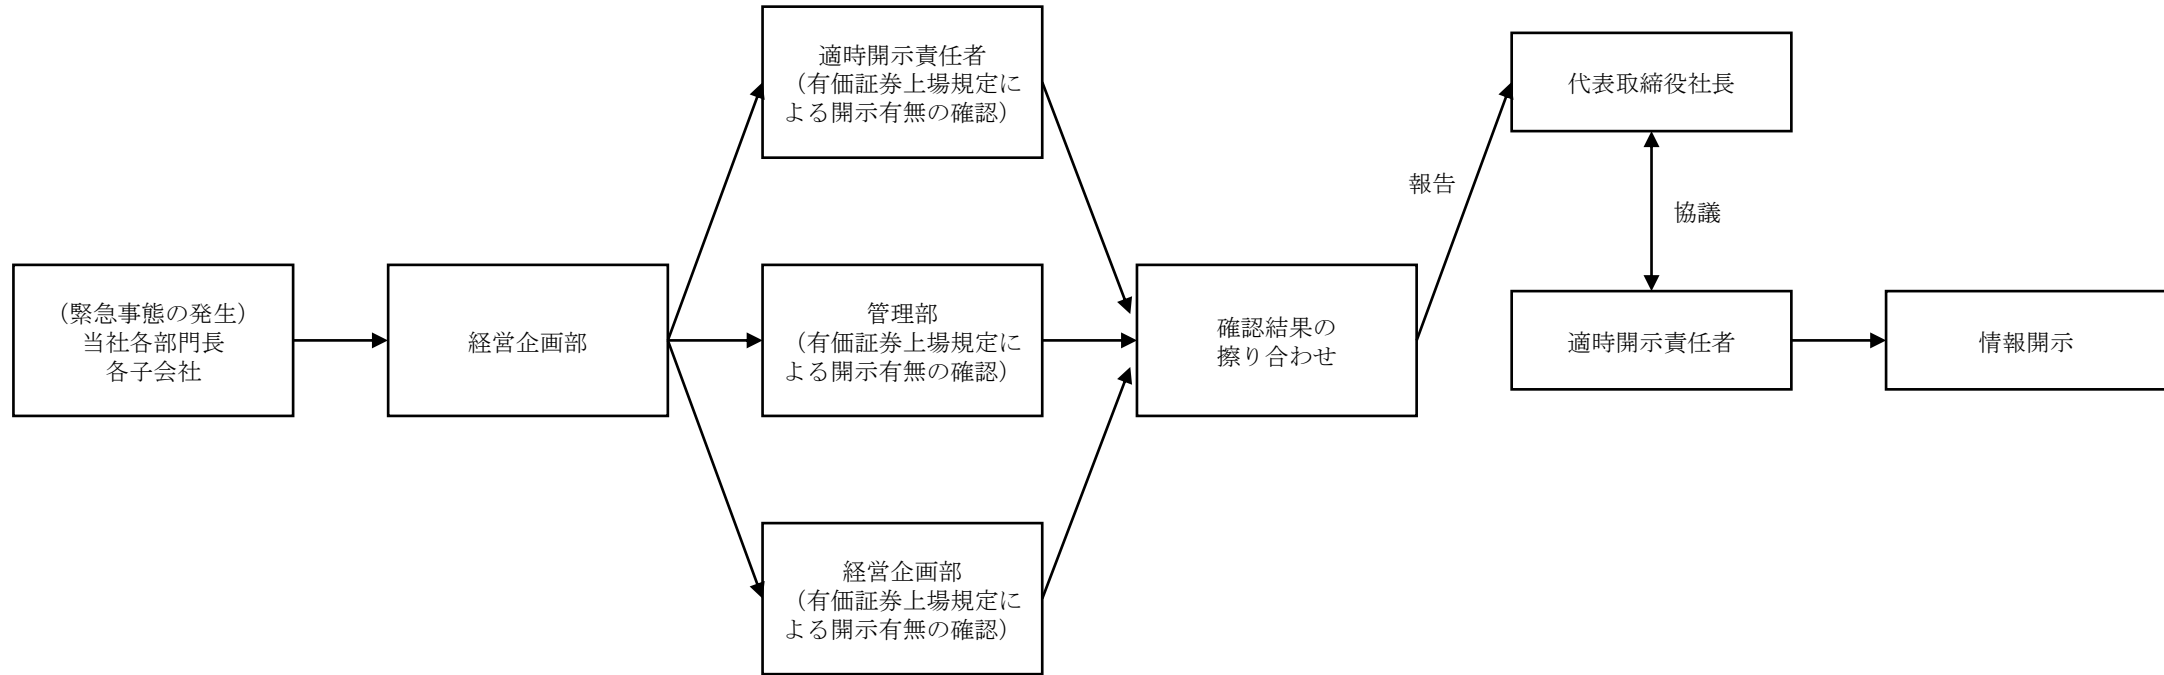 （緊急事態の発生）
当社各部門長
各子会社
経営企画部
適時開示責任者
（有価証券上場規定に
よる開示有無の確認）
管理部
（有価証券上場規定に
よる開示有無の確認）
経営企画部
（有価証券上場規定に
よる開示有無の確認）
確認結果の
擦り合わせ
報告
代表取締役社長
協議
適時開示責任者
情報開示